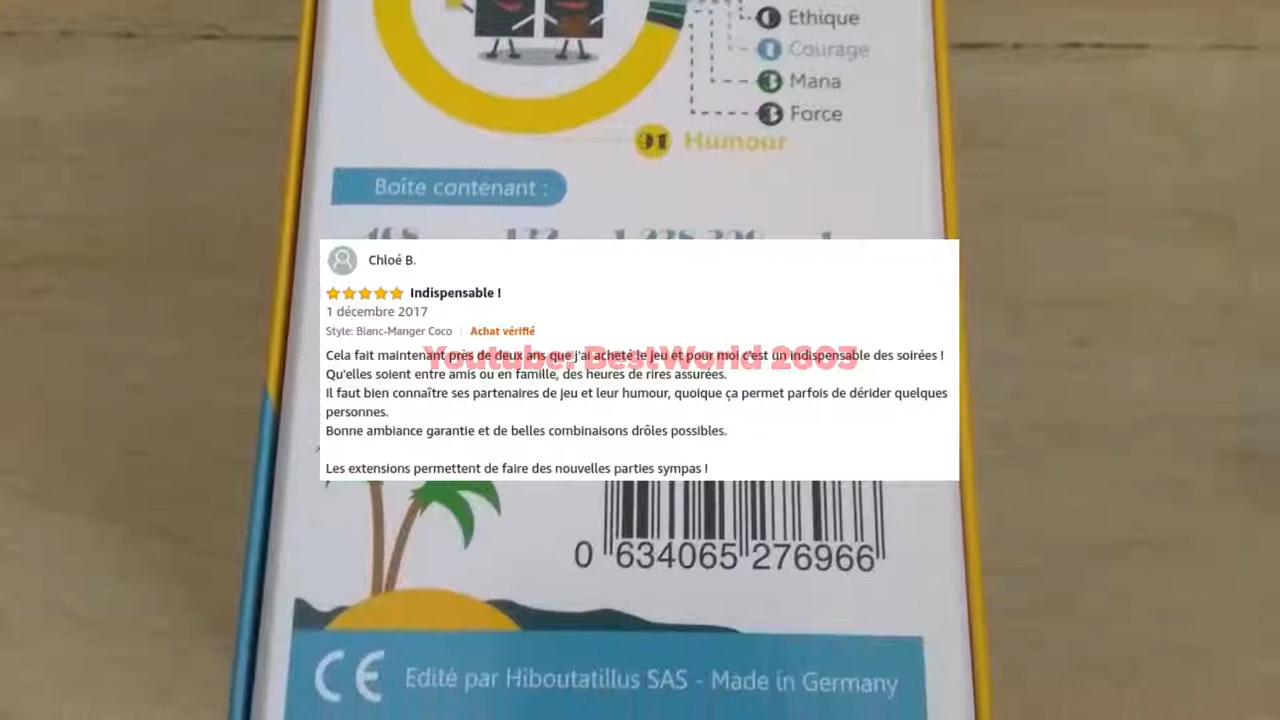 Ethique
Courage
Mana
Force
91 Humour
Boîte contenant :
Chloé B.
Indispensable !
1 décembre 2017
Style: Blanc-Manger Coco | Achat vérifié
Cela fait maintenant près de deux ans que j'ai acheté le jeu et pour moi c'est un indispensable des soirées !
Youtube: BestWorld 2803
Qu'elles soient entre amis ou en famille, des heures de rires assurées.
Il faut bien connaître ses partenaires de jeu et leur humour, quoique ça permet parfois de dérider quelques
personnes.
Bonne ambiance garantie et de belles combinaisons drôles possibles.
Les extensions permettent de faire des nouvelles parties sympas !
0 634065 276966
CE Edité par Hiboutatillus SAS - Made in Germany